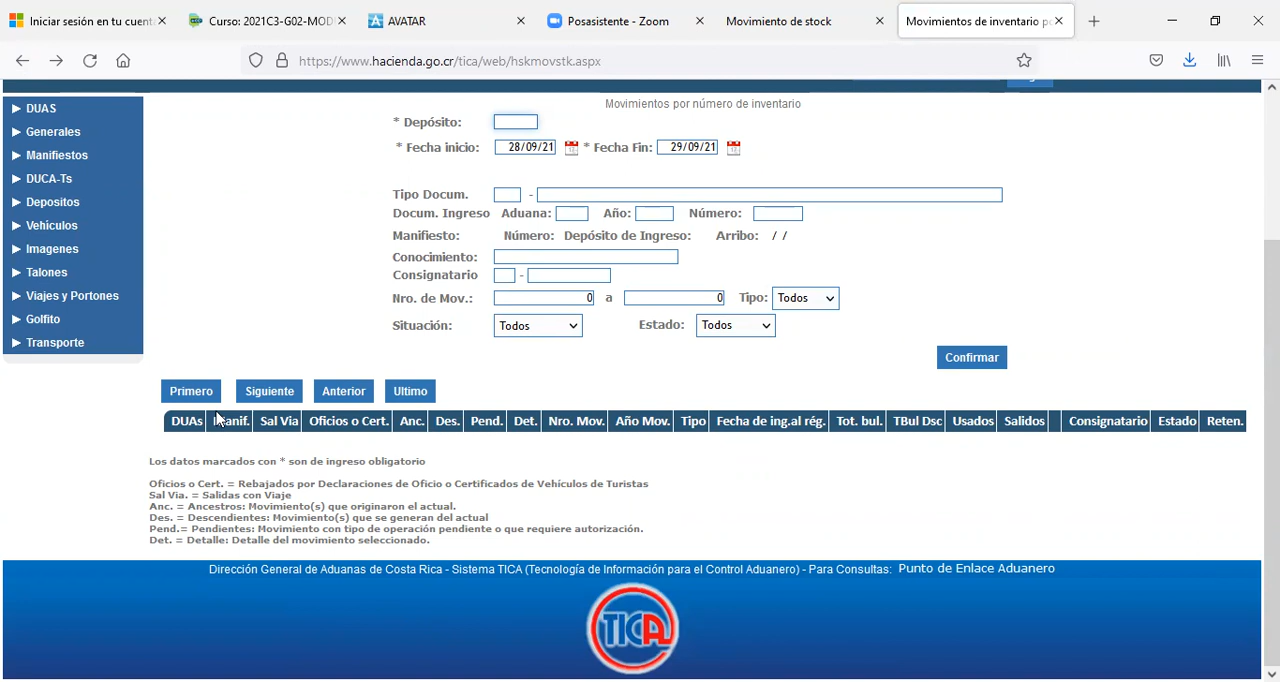 Iniciar sesión en tu cuent
Curso: 2021C3-G02-MOD
AVATAR
Posasistente - Zoom
Movimiento de stock
Movimientos de inventario po
https://www.hacienda.go.cr/tica/web/hskmovstk.aspx
DUAS
Generales
Manifiestos
DUCA-Ts
Depositos
Vehículos
Imagenes
Talones
Viajes y Portones
Golfito
Transporte
Movimientos por número de inventario
* Depósito:
* Fecha inicio: 28/09/21 * Fecha Fin: 29/09/21
Tipo Docum. -
Docum. Ingreso Aduana: Año: Número:
Manifiesto: Número: Depósito de Ingreso: Arribo: / /
Conocimiento:
Consignatario -
Nro. de Mov.: 0 a 0 Tipo: Todos
Situación: Todos Estado: Todos
Confirmar
Primero Siguiente Anterior Ultimo
DUAs Manif. Sal Via Oficios o Cert. Anc. Des. Pend. Det. Nro. Mov. Año Mov. Tipo Fecha de ing.al rég. Tot. bul. TBul Dsc Usados Salidos Consignatario Estado Reten.
Los datos marcados con * son de ingreso obligatorio
Oficios o Cert. = Rebajados por Declaraciones de Oficio o Certificados de Vehículos de Turistas
Sal Via. = Salidas con Viaje
Anc. = Ancestros: Movimiento(s) que originaron el actual.
Des. = Descendientes: Movimiento(s) que se generan del actual
Pend.= Pendientes: Movimiento con tipo de operación pendiente o que requiere autorización.
Det. = Detalle: Detalle del movimiento seleccionado.
Dirección General de Aduanas de Costa Rica - Sistema TICA (Tecnología de Información para el Control Aduanero) - Para Consultas: Punto de Enlace Aduanero
TICA